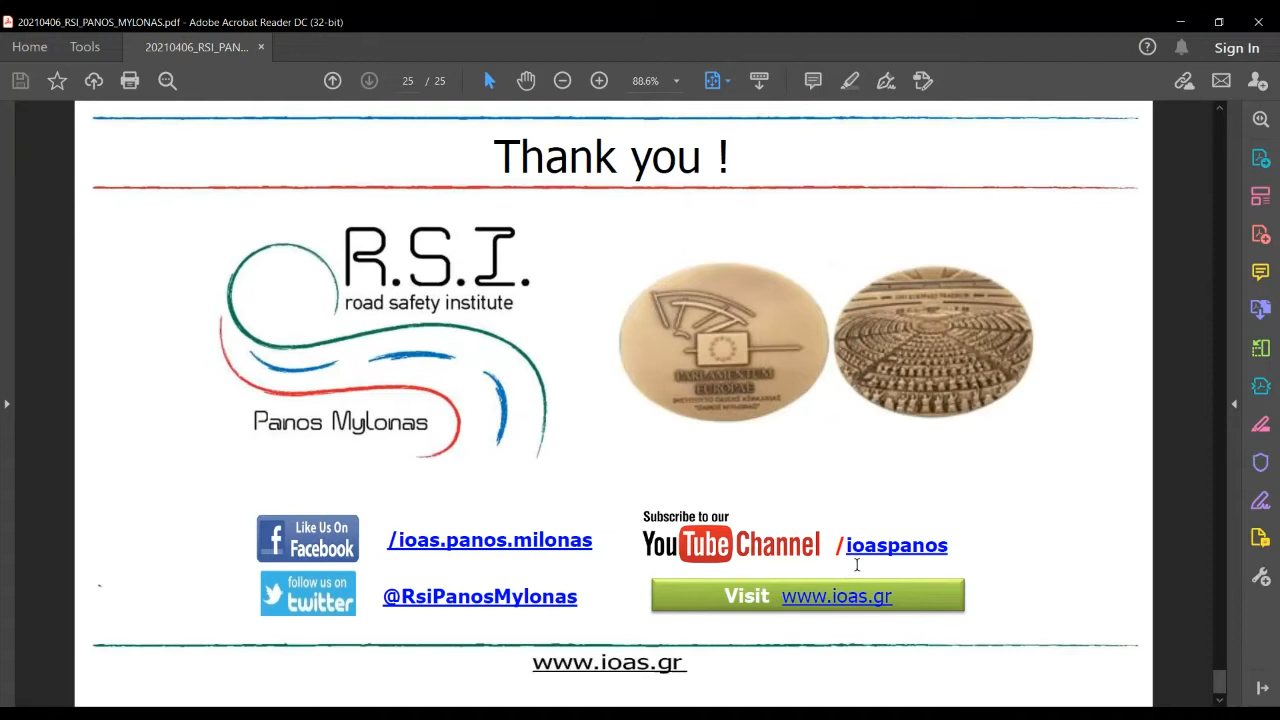 20210406_RSI_PANOS_MYLONAS.pdf - Adobe Acrobat Reader DC (32-bit)
Home Tools 20210406_RSI_PAN... × Sign In
25 / 25 88.6%
Thank you !
R.S.I.
road safety institute
Panos Mylonas
PARLAMENTUM
EUROPAE
Like Us On
Facebook
/ioas.panos.milonas
Subscribe to our
YouTube Channel
/ioaspanos
follow us on
twitter
@RsiPanosMylonas
Visit www.ioas.gr
www.ioas.gr